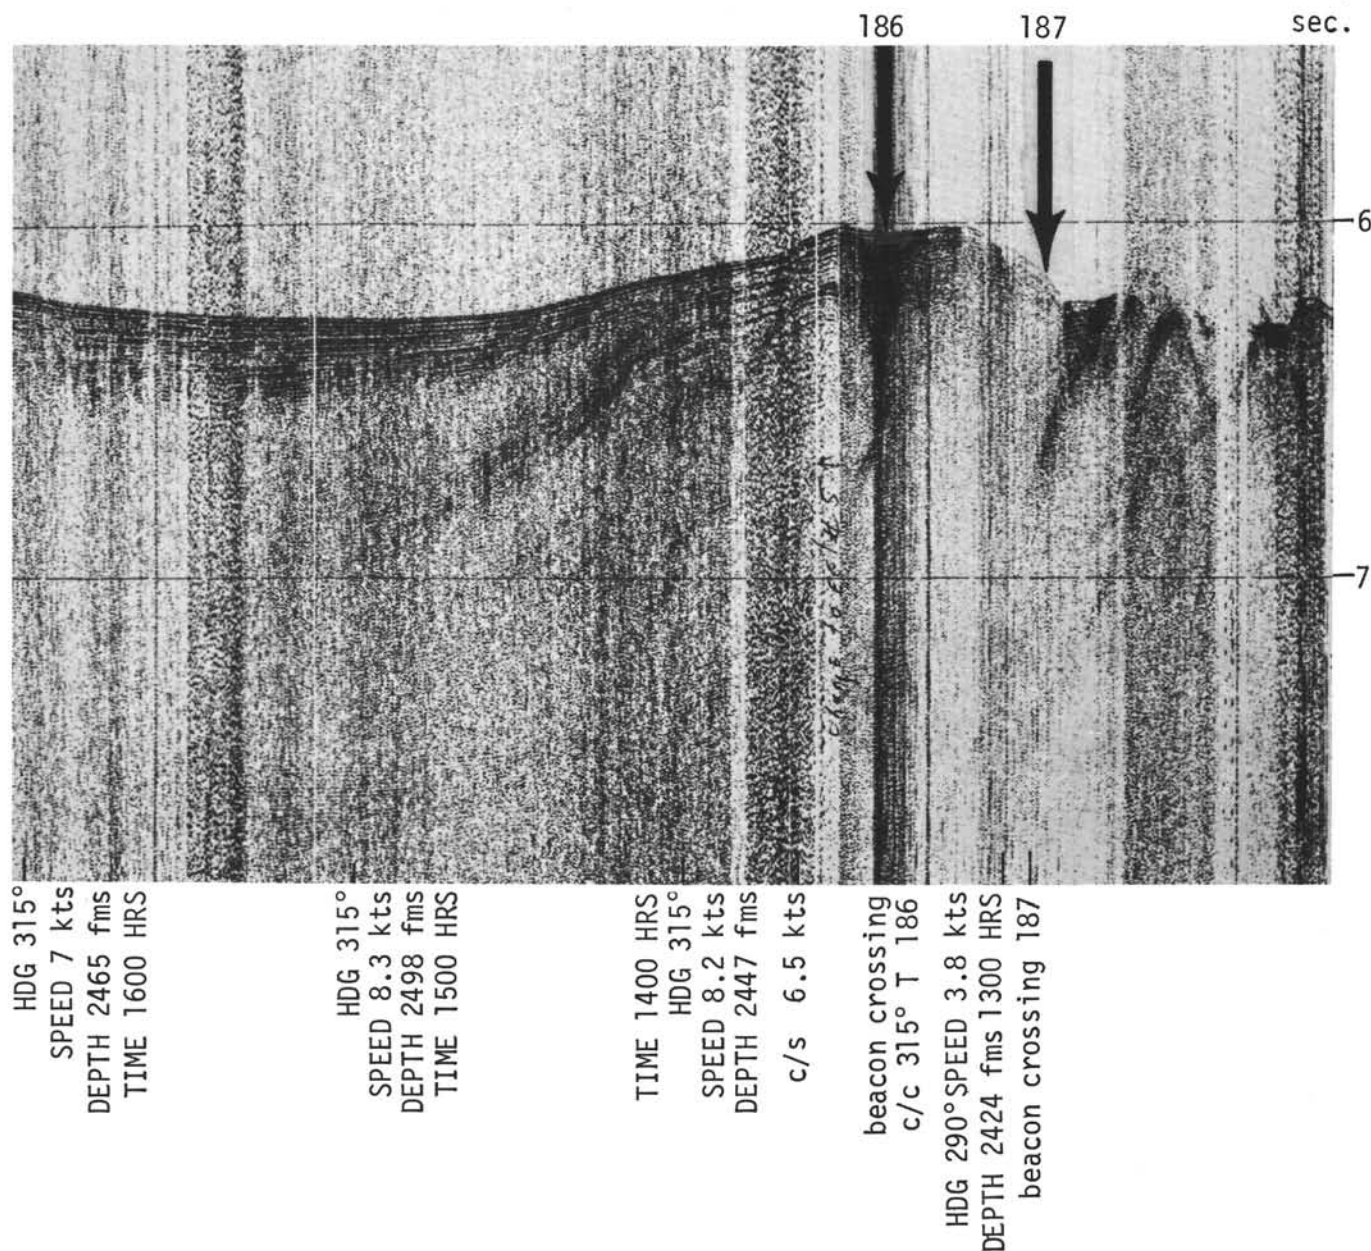 186 187 sec.
6
7
HDG 315°
SPEED 7 kts
DEPTH 2465 fms
TIME 1600 HRS
HDG 315°
SPEED 8.3 kts
DEPTH 2498 fms
TIME 1500 HRS
TIME 1400 HRS
HDG 315°
SPEED 8.2 kts
DEPTH 2447 fms
c/s 6.5 kts
beacon crossing
c/c 315° T 186
HDG 290° SPEED 3.8 kts
DEPTH 2424 fms 1300 HRS
beacon crossing 187